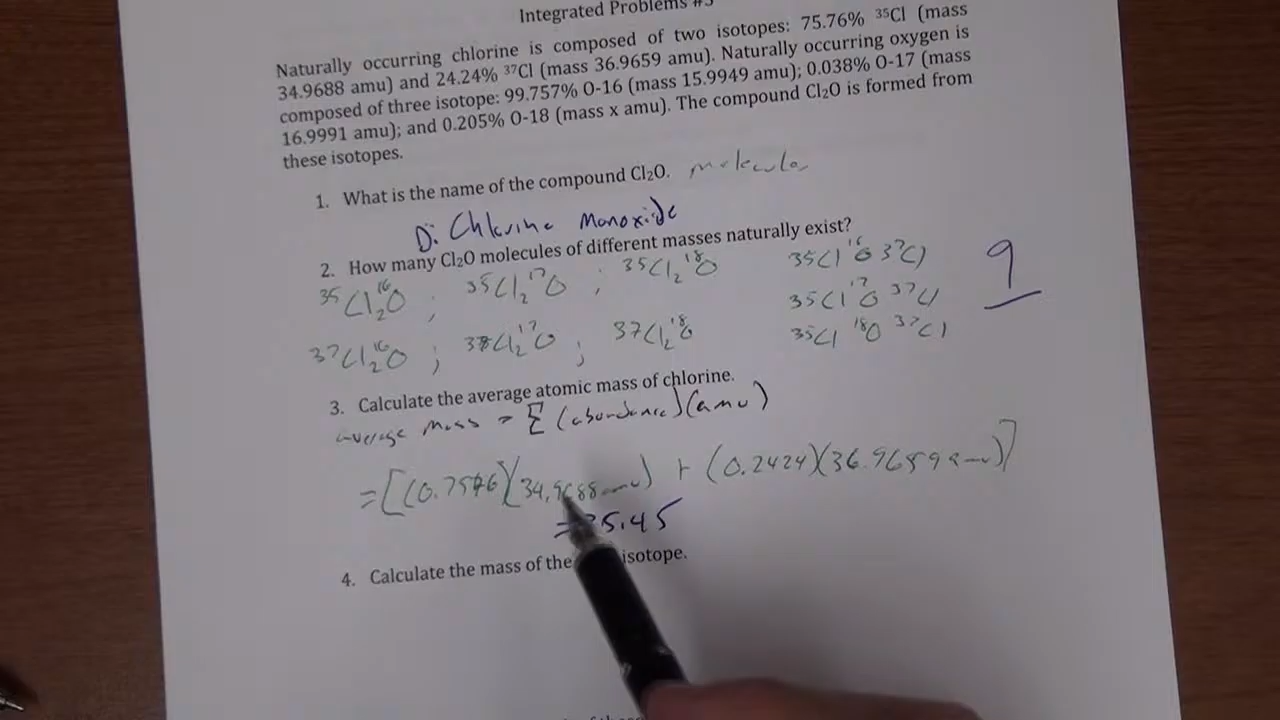 Integrated Problems #3
Naturally occurring chlorine is composed of two isotopes: 75.76% ³⁵Cl (mass
34.9688 amu) and 24.24% ³⁷Cl (mass 36.9659 amu). Naturally occurring oxygen is
composed of three isotope: 99.757% O-16 (mass 15.9949 amu); 0.038% O-17 (mass
16.9991 amu); and 0.205% O-18 (mass x amu). The compound Cl₂O is formed from
these isotopes.
1. What is the name of the compound Cl₂O. molecular
Di Chlorine Monoxide
2. How many Cl₂O molecules of different masses naturally exist?
³⁵Cl₂¹⁶O ; ³⁵Cl₂¹⁷O ; ³⁵Cl₂¹⁸O ³⁵Cl ¹⁶O ³⁷Cl 9
³⁵Cl ¹⁷O ³⁷Cl
³⁷Cl₂¹⁶O ; ³⁷Cl₂¹⁷O ; ³⁷Cl₂¹⁸O ³⁵Cl ¹⁸O ³⁷Cl
3. Calculate the average atomic mass of chlorine.
average mass = Σ (abundance)(amu)
= [(0.7576)(34.9688amu) + (0.2424)(36.9659amu)]
= 35.45
4. Calculate the mass of the isotope.